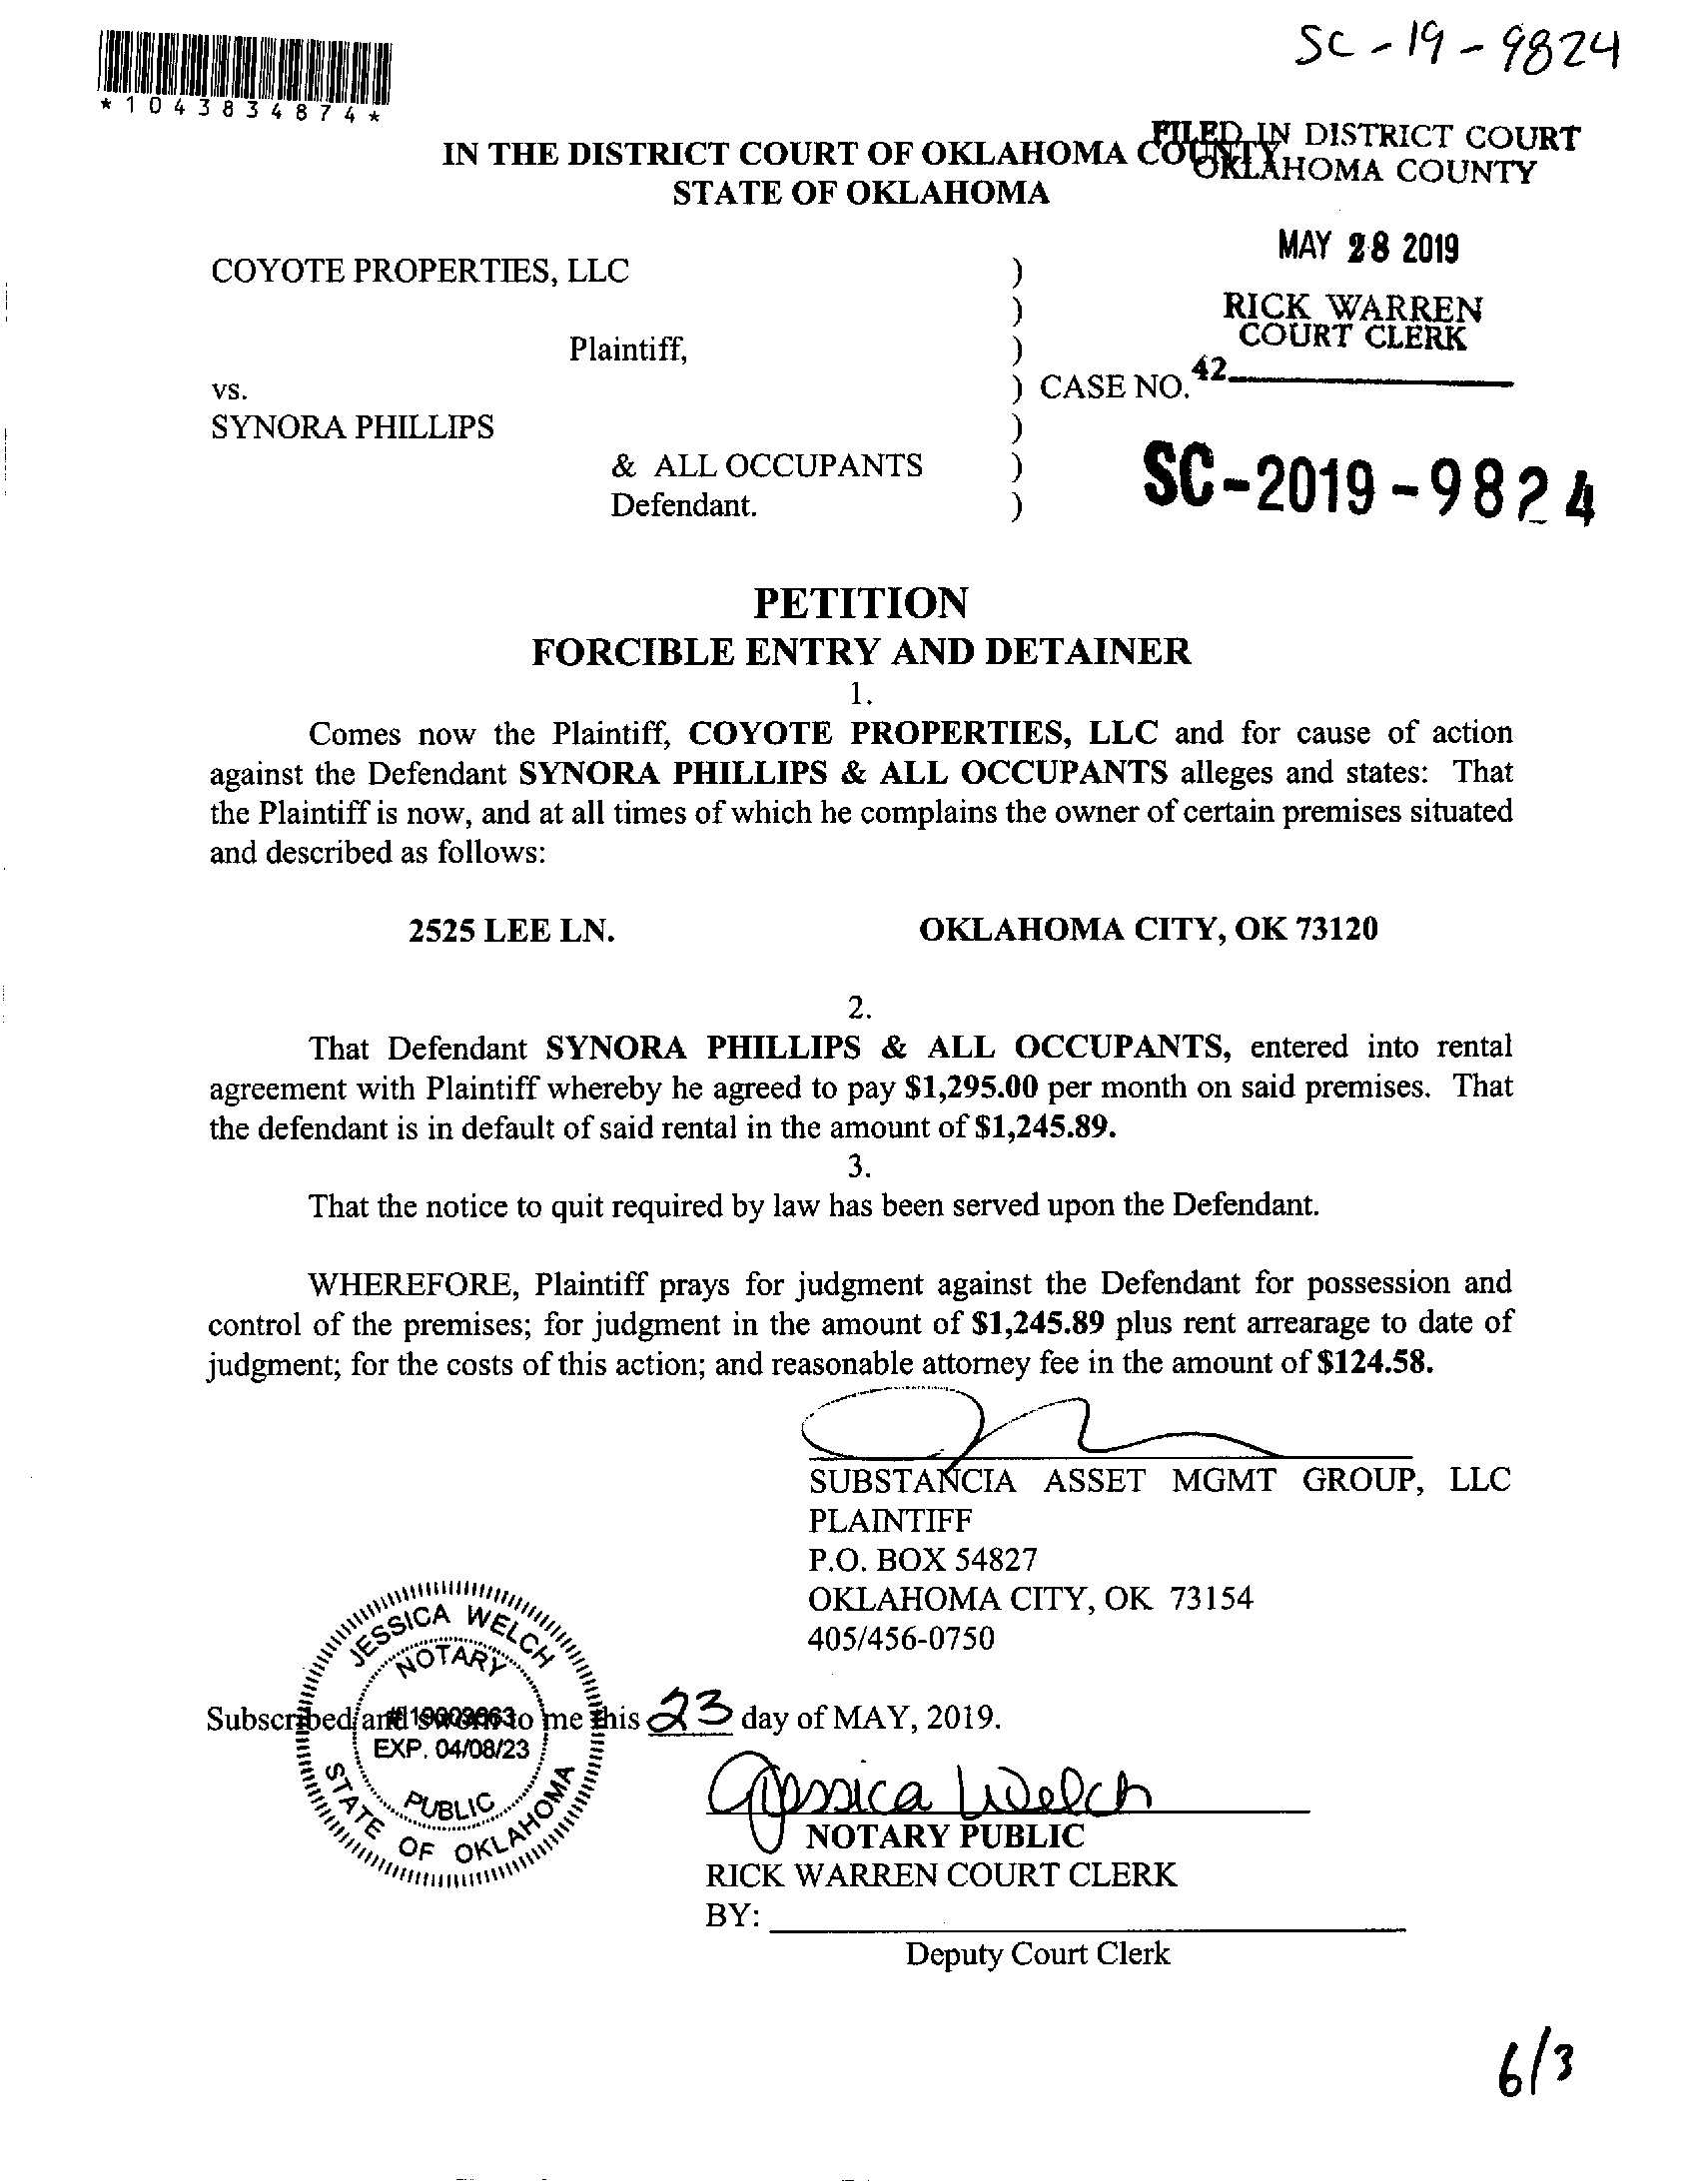 SC-19-9824
*1043834874*
FILED IN DISTRICT COURT
OKLAHOMA COUNTY
IN THE DISTRICT COURT OF OKLAHOMA COUNTY
STATE OF OKLAHOMA
MAY 28 2019
RICK WARREN
COURT CLERK
42
COYOTE PROPERTIES, LLC )
)
Plaintiff, )
vs. ) CASE NO.
SYNORA PHILLIPS )
& ALL OCCUPANTS )
Defendant. )
SC-2019-9824
PETITION
FORCIBLE ENTRY AND DETAINER
1.
Comes now the Plaintiff, COYOTE PROPERTIES, LLC and for cause of action
against the Defendant SYNORA PHILLIPS & ALL OCCUPANTS alleges and states: That
the Plaintiff is now, and at all times of which he complains the owner of certain premises situated
and described as follows:
2525 LEE LN. OKLAHOMA CITY, OK 73120
2.
That Defendant SYNORA PHILLIPS & ALL OCCUPANTS, entered into rental
agreement with Plaintiff whereby he agreed to pay $1,295.00 per month on said premises. That
the defendant is in default of said rental in the amount of $1,245.89.
3.
That the notice to quit required by law has been served upon the Defendant.
WHEREFORE, Plaintiff prays for judgment against the Defendant for possession and
control of the premises; for judgment in the amount of $1,245.89 plus rent arrearage to date of
judgment; for the costs of this action; and reasonable attorney fee in the amount of $124.58.
SUBSTANCIA ASSET MGMT GROUP, LLC
PLAINTIFF
P.O. BOX 54827
OKLAHOMA CITY, OK 73154
405/456-0750
JESSICA WELCH
NOTARY
EXP. 04/08/23
PUBLIC
STATE OF OKLAHOMA
Subscribed and sworn to me this 23 day of MAY, 2019.
Jessica Welch
NOTARY PUBLIC
RICK WARREN COURT CLERK
BY:
Deputy Court Clerk
6/3